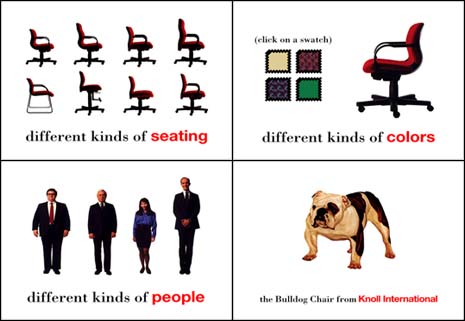 different kinds of seating
(click on a swatch)
different kinds of colors
different kinds of people
the Bulldog Chair from Knoll International